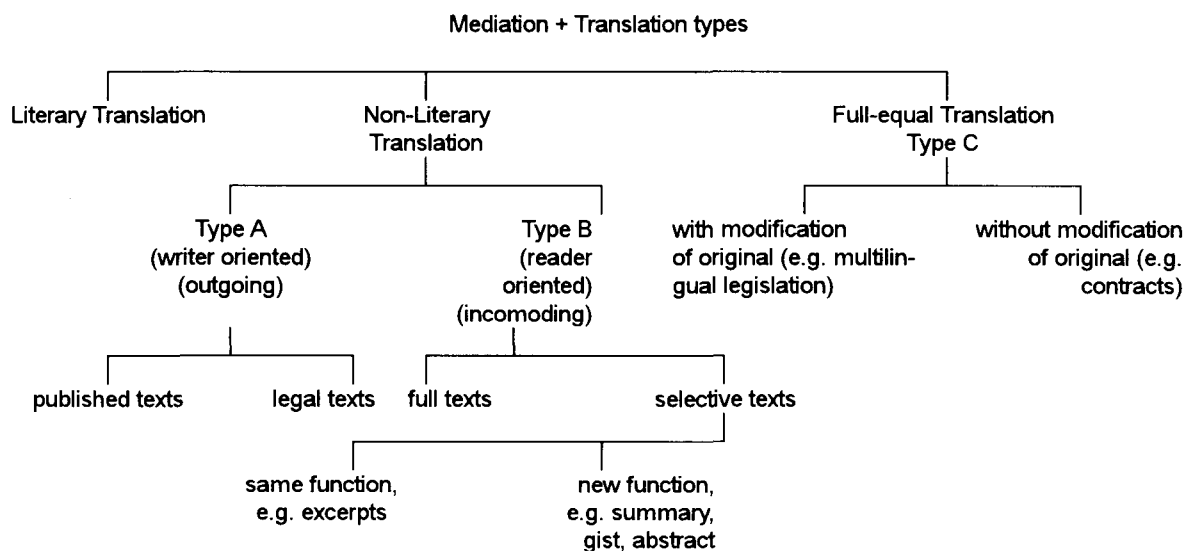 Mediation + Translation types
Literary Translation
Non-Literary
Translation
Full-equal Translation
Type C
Type A
(writer oriented)
(outgoing)
Type B
(reader
oriented)
(incomoding)
with modification
of original (e.g. multilin-
gual legislation)
without modification
of original (e.g.
contracts)
published texts
legal texts
full texts
selective texts
same function,
e.g. excerpts
new function,
e.g. summary,
gist, abstract